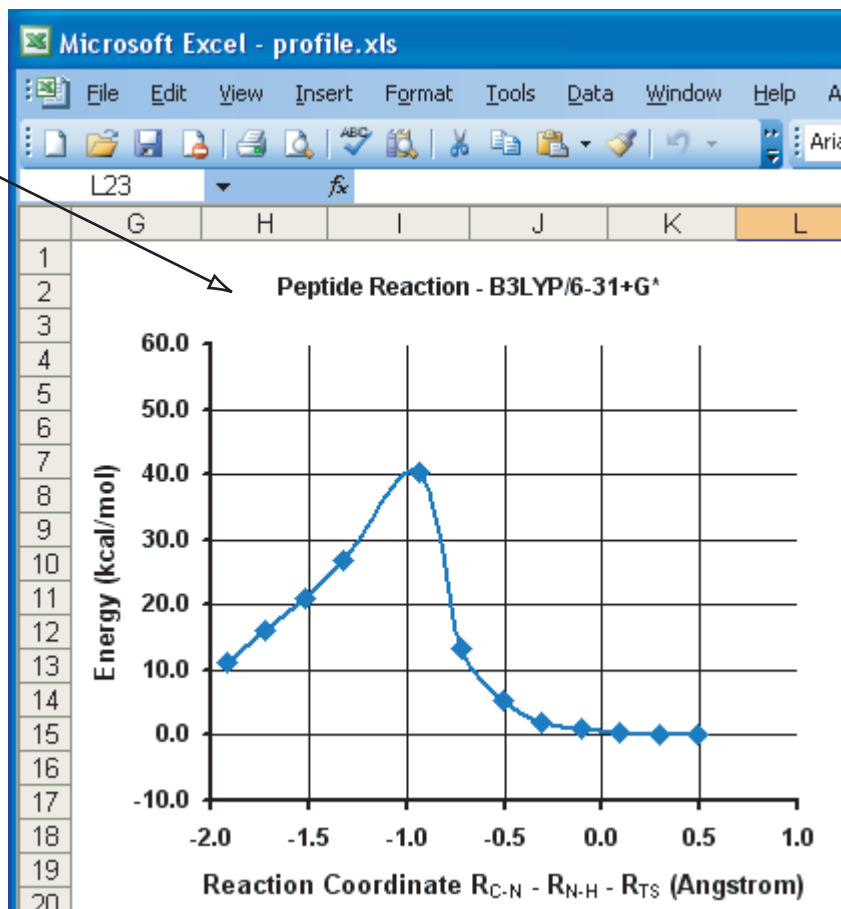 Microsoft Excel - profile.xls
File Edit View Insert Format Tools Data Window Help A
ABC Aria
L23 fx
G H I J K L
1
2 Peptide Reaction - B3LYP/6-31+G*
3
4 60.0
5
6 50.0
7
8 40.0
9
10 30.0
11 20.0
12
13 10.0
14
15 0.0
16
17 -10.0
18 -2.0 -1.5 -1.0 -0.5 0.0 0.5 1.0
19
20
Energy (kcal/mol)
Reaction Coordinate RC-N - RN-H - RTS (Angstrom)